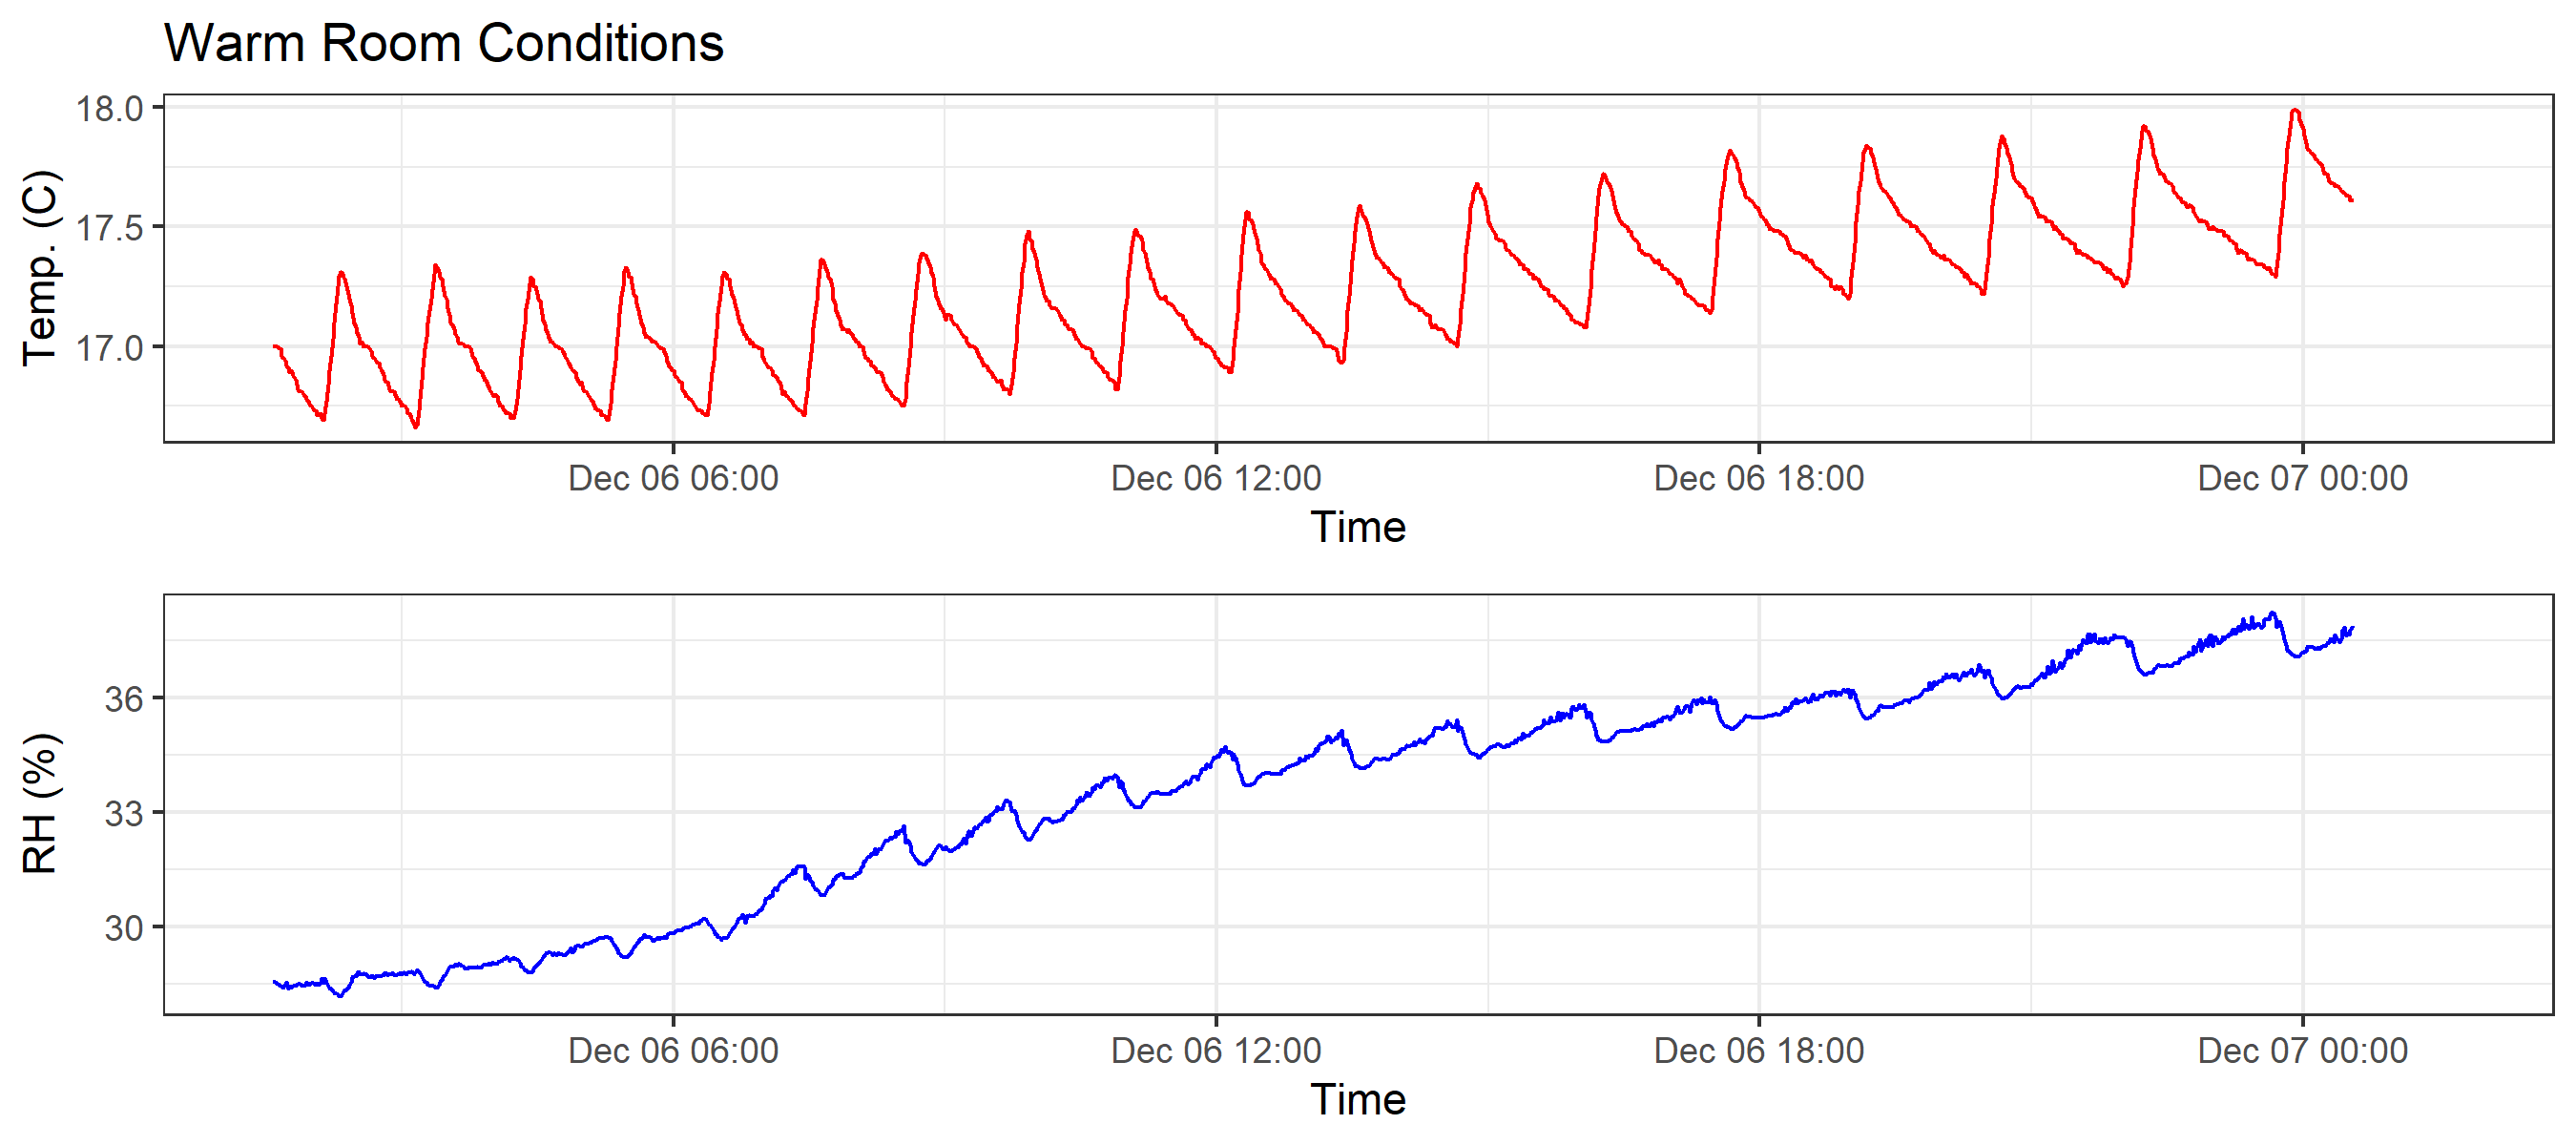 Warm Room Conditions
18.0
17.5
17.0
Temp. (C)
Dec 06 06:00 Dec 06 12:00 Dec 06 18:00 Dec 07 00:00
Time
36
33
30
RH (%)
Dec 06 06:00 Dec 06 12:00 Dec 06 18:00 Dec 07 00:00
Time